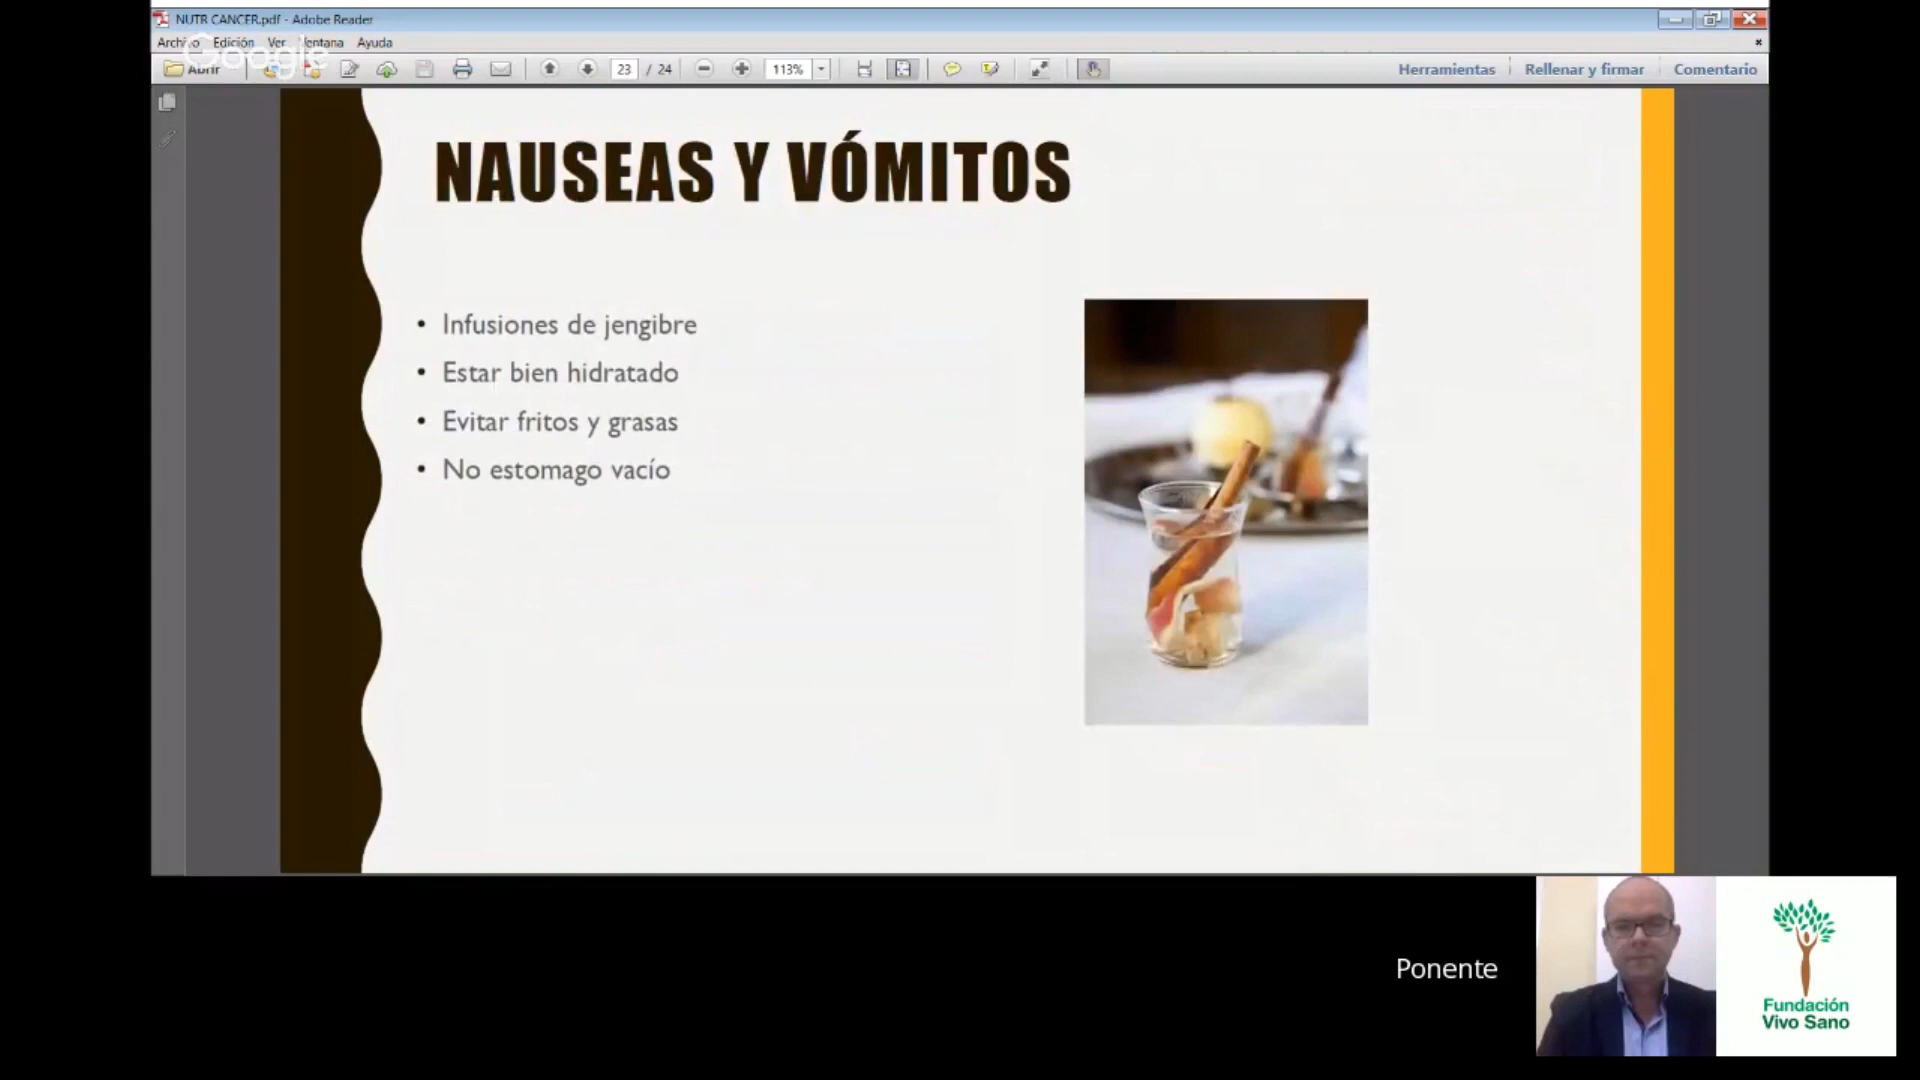 NUTR CANCER.pdf - Adobe Reader
Archivo Edición Ver Ventana Ayuda
Google
Abrir 23 / 24 113% Herramientas Rellenar y firmar Comentario
NAUSEAS Y VÓMITOS
• Infusiones de jengibre
• Estar bien hidratado
• Evitar fritos y grasas
• No estomago vacío
Ponente
Fundación
Vivo Sano